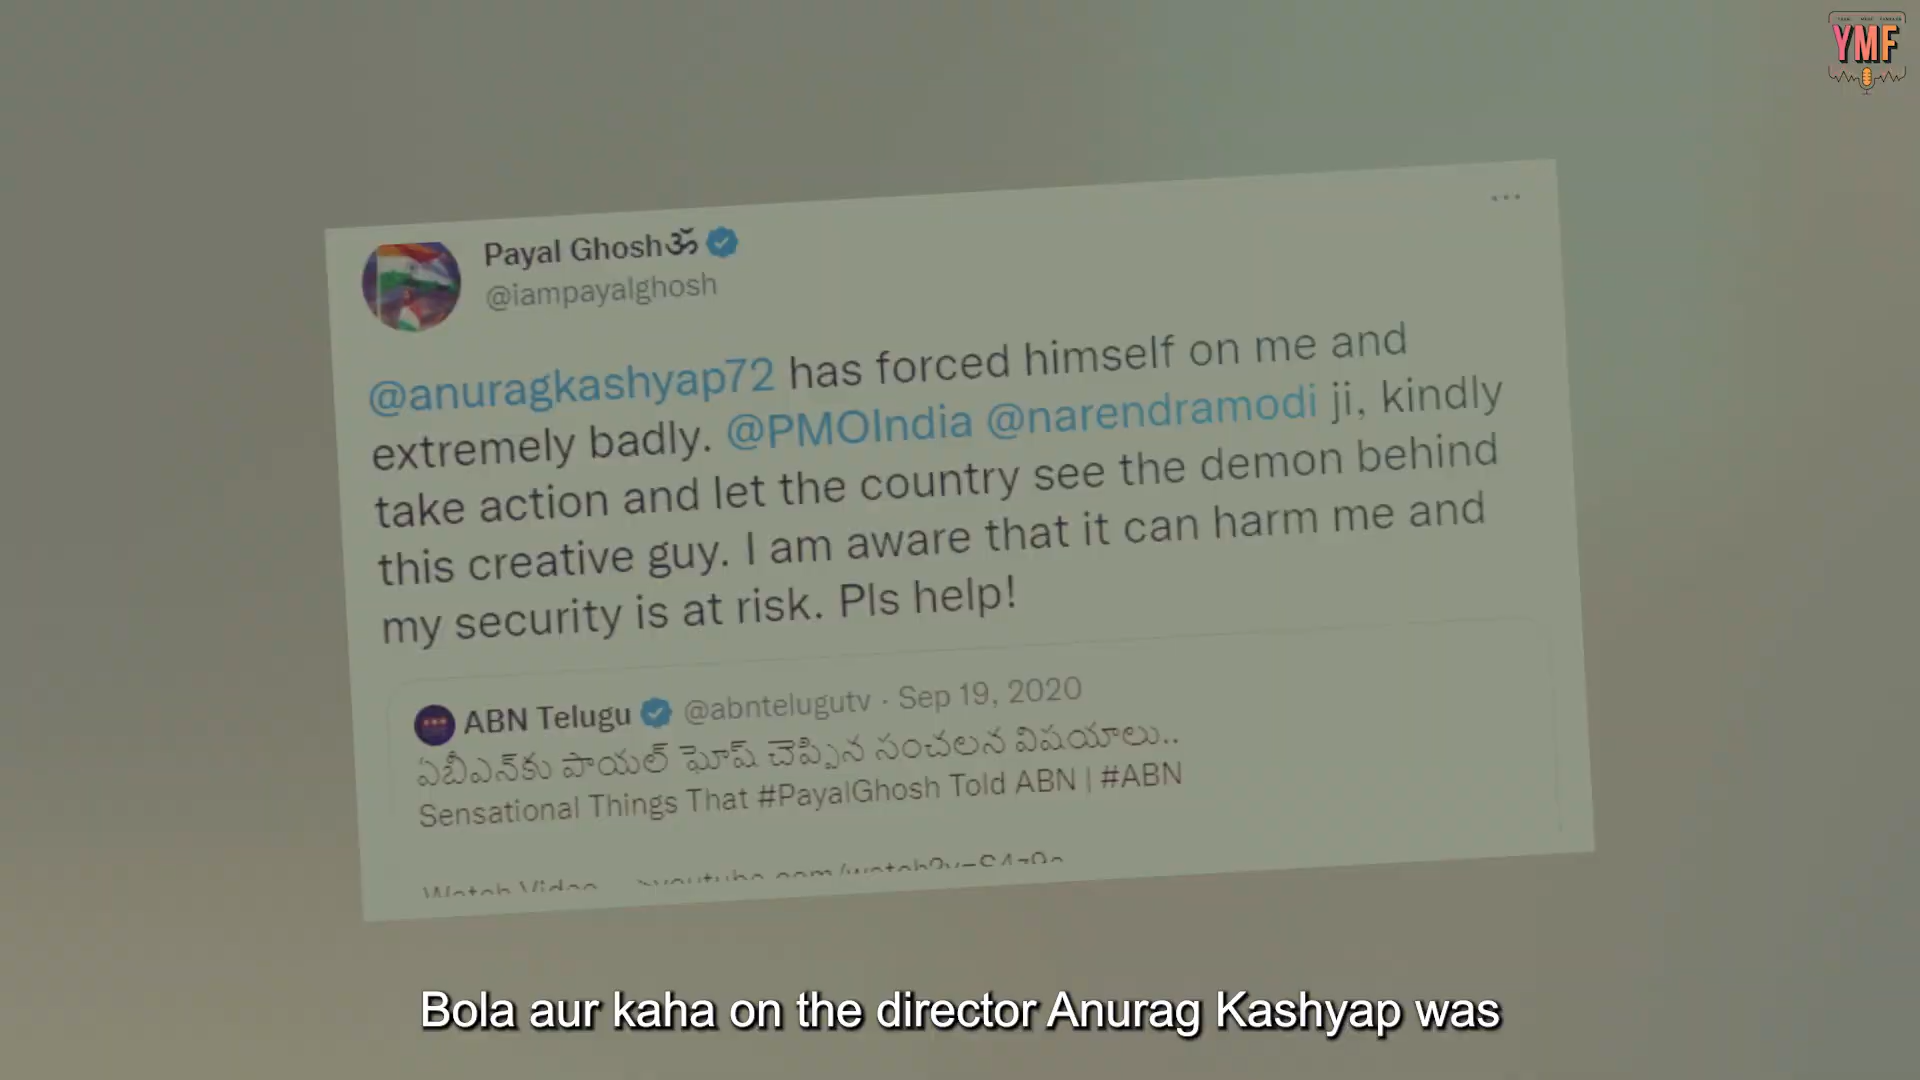 YMF
Payal Ghoshॐ
@iampayalghosh
@anuragkashyap72 has forced himself on me and
extremely badly. @PMOIndia @narendramodi ji, kindly
take action and let the country see the demon behind
this creative guy. I am aware that it can harm me and
my security is at risk. Pls help!
ABN Telugu @abntelugutv · Sep 19, 2020
ఏబీఎన్‌కు పాయల్ ఘోష్ చెప్పిన సంచలన విషయాలు..
Sensational Things That #PayalGhosh Told ABN | #ABN
Watch Video
Bola aur kaha on the director Anurag Kashyap was